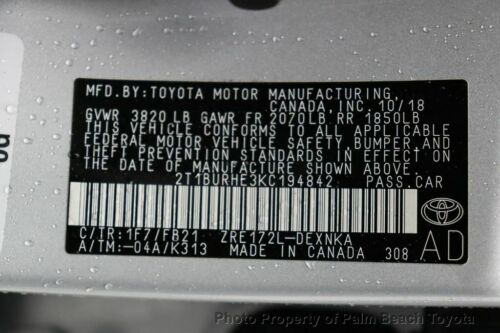 MFD.BY:TOYOTA MOTOR MANUFACTURING,
CANADA,INC. 10/18
GVWR 3820LB GAWR FR 2070LB RR 1850LB
THIS VEHICLE CONFORMS TO ALL APPLICABLE
FEDERAL MOTOR VEHICLE SAFETY,BUMPER,AND
THEFT PREVENTION STANDARDS IN EFFECT ON
THE DATE OF MANUFACTURE SHOWN ABOVE.
2T1BURHE3KC194842 PASS.CAR
C/TR:1F7/FB21 ZRE172L-DEXNKA
A/TM:-04A/K313 MADE IN CANADA 308
AD
Photo Property of Palm Beach Toyota